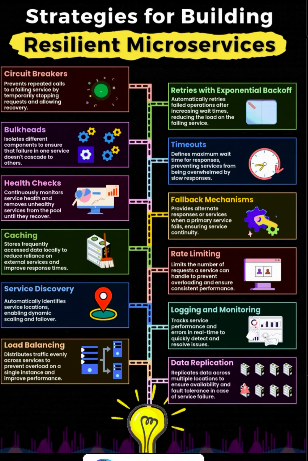 Strategies for Building
Resilient Microservices
Circuit Breakers
Prevents repeated calls
to a failing service by
temporarily stopping
requests and allowing
recovery.
Retries with Exponential Backoff
Automatically retries
failed operations after
increasing wait times,
reducing the load on the
failing service.
Bulkheads
Isolates different
components to ensure
that failure in one service
doesn't cascade to
others.
Timeouts
Defines maximum wait
time for responses,
preventing services from
being overwhelmed by
slow responses.
Health Checks
Continuously monitors
service health and
removes unhealthy
services from the pool
until they recover.
Fallback Mechanisms
Provides alternate
responses or services
when a primary service
fails, ensuring service
continuity.
Caching
Stores frequently
accessed data locally to
reduce reliance on
external services and
improve response times.
Rate Limiting
Limits the number of
requests a service can
handle to prevent
overloading and ensure
consistent performance.
Service Discovery
Automatically identifies
service locations,
enabling dynamic
scaling and failover.
Logging and Monitoring
Tracks service
performance and
errors in real-time to
quickly detect and
resolve issues.
Load Balancing
Distributes traffic evenly
across services to
prevent overload on a
single instance and
improve performance.
Data Replication
Replicates data across
multiple locations to
ensure availability and
fault tolerance in case
of service failure.